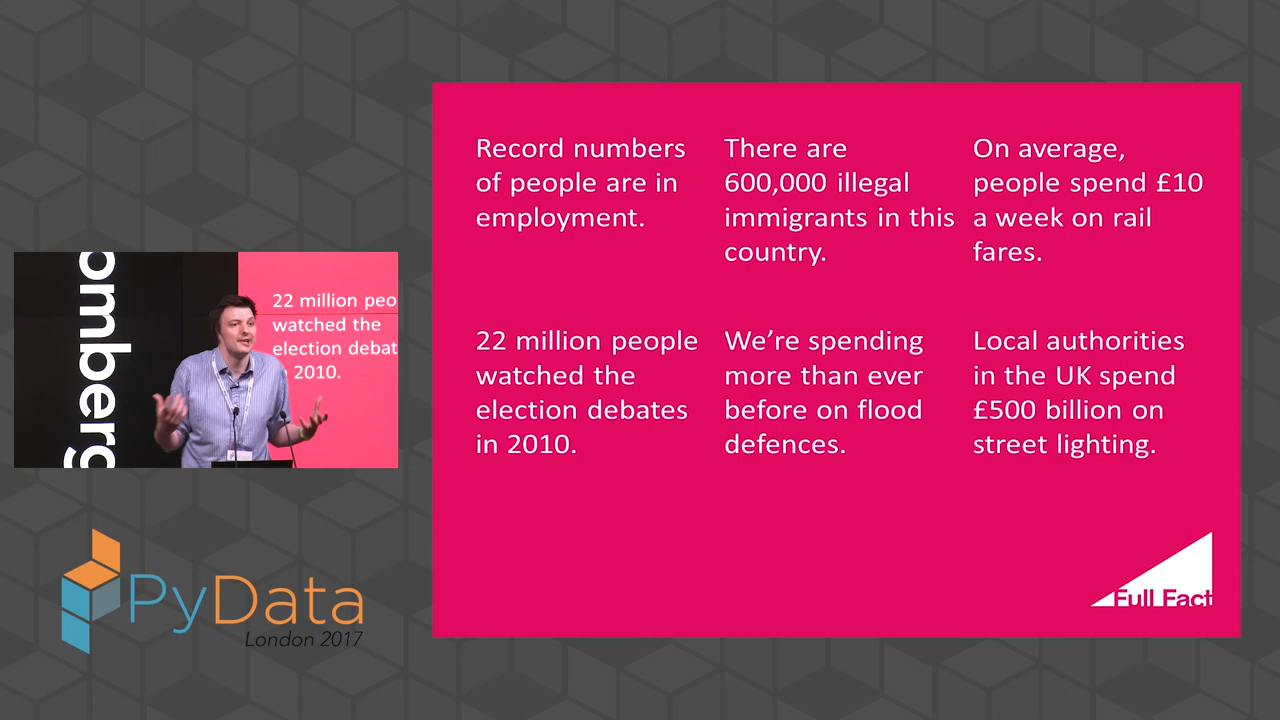 Record numbers
of people are in
employment.
There are
600,000 illegal
immigrants in this
country.
On average,
people spend £10
a week on rail
fares.
22 million people
watched the
election debates
in 2010.
We’re spending
more than ever
before on flood
defences.
Local authorities
in the UK spend
£500 billion on
street lighting.
Full Fact
omberg
22 million peo
watched the
election debat
2010.
PyData
London 2017